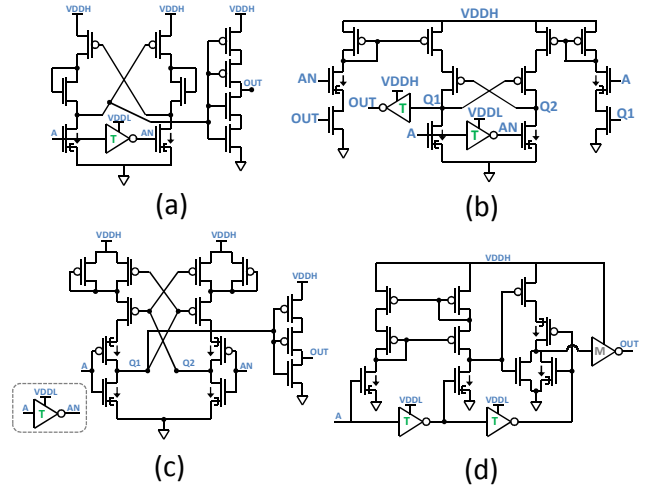 VDDH VDDH VDDH
OUT
A VDDL AN
T
(a)
VDDH
AN A
VDDH
OUT OUT T Q1 Q2 Q1
VDDL
A T AN
(b)
VDDH VDDH
VDDH
OUT
A Q1 Q2 AN
VDDL
A T AN
(c)
VDDH
M OUT
VDDL VDDL
A T T
(d)